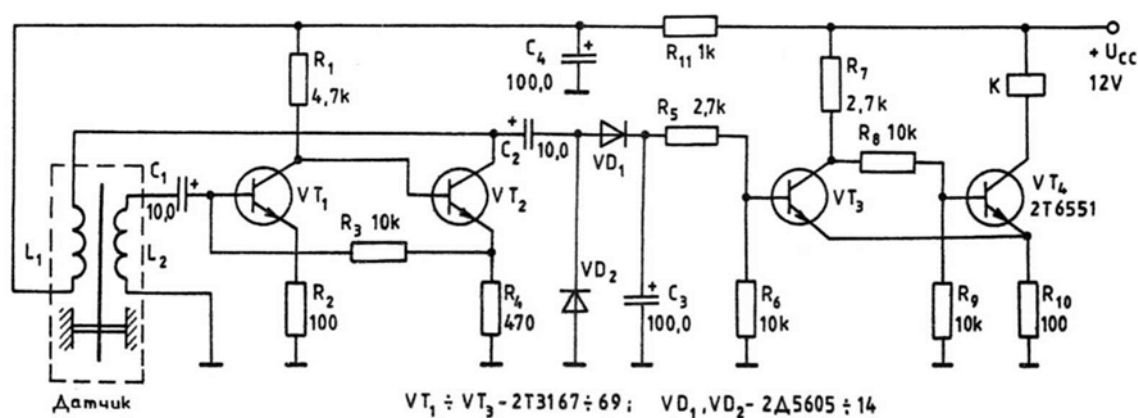 R1
4,7k
C4
100,0
R11 1k
+ Ucc
12V
R7
2,7k
K
R5 2,7k
R8 10k
C1
10,0
VT1
C2
10,0
VD1
VT2
VT3
VT4
2T6551
R3 10k
L1
L2
R2
100
R4
470
VD2
C3
100,0
R6
10k
R9
10k
R10
100
Датчик
VT1 ÷ VT3 - 2T3167 ÷ 69 ; VD1, VD2 - 2Д5605 ÷ 14